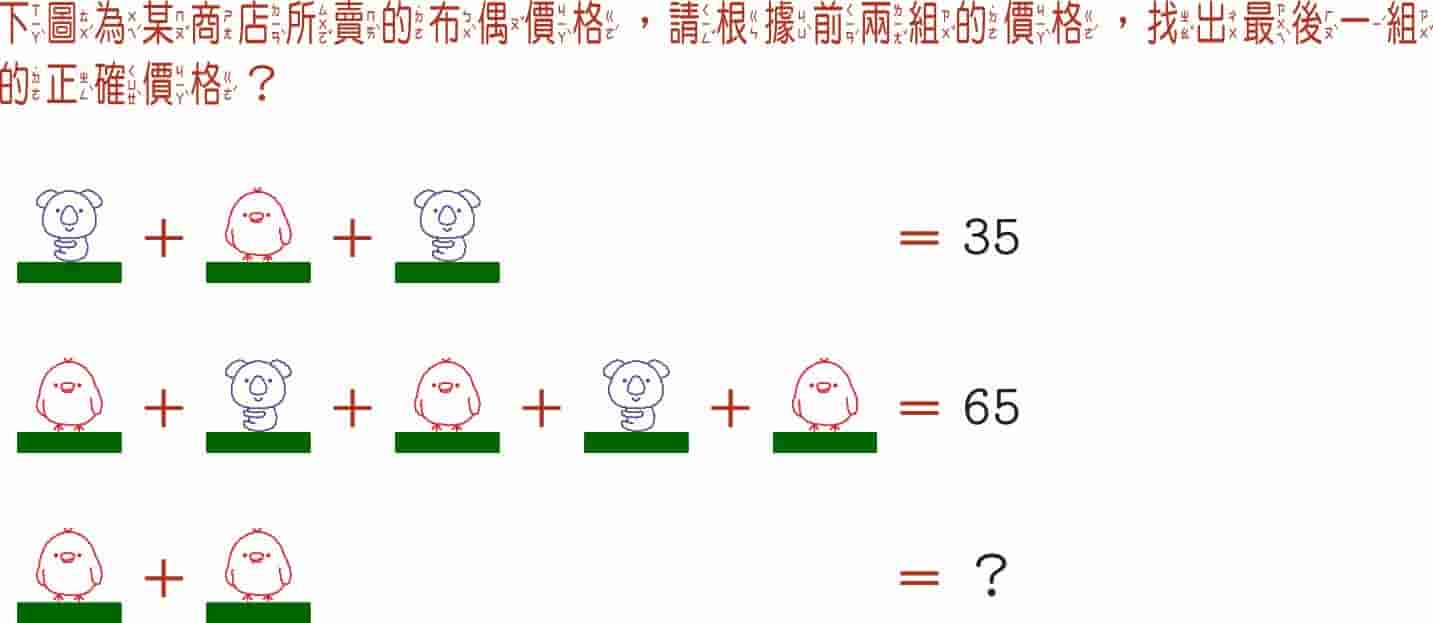 下圖為某商店所賣的布偶價格，請根據前兩組的價格，找出最後一組
的正確價格？
+ + = 35
+ + + + = 65
+ = ?